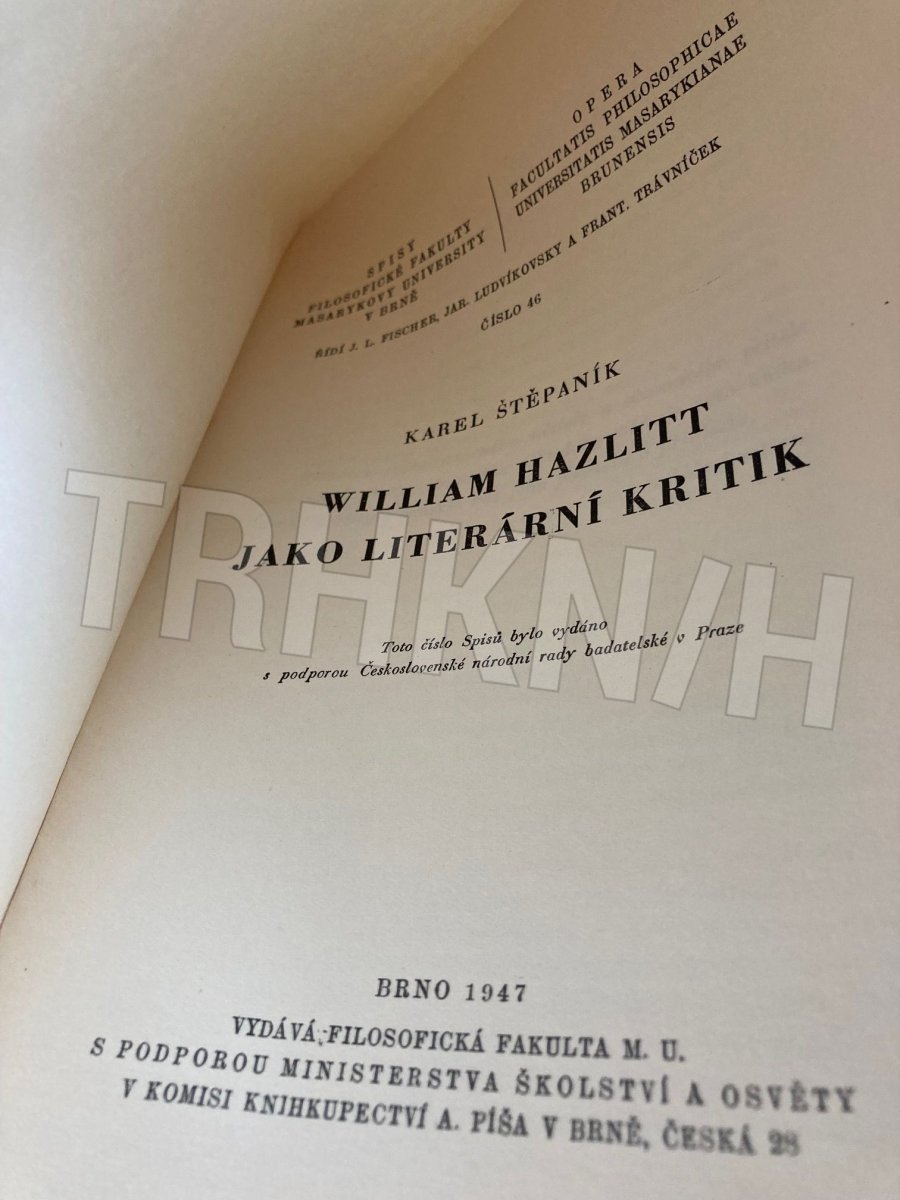 SPISY
FILOSOFICKÉ FAKULTY
MASARYKOVY UNIVERSITY
V BRNĚ
OPERA
FACULTATIS PHILOSOPHICAE
UNIVERSITATIS MASARYKIANAE
BRUNENSIS
ŘÍDÍ J. L. FISCHER, JAR. LUDVÍKOVSKY A FRANT. TRÁVNÍČEK
ČÍSLO 46
KAREL ŠTĚPANÍK
WILLIAM HAZLITT
JAKO LITERÁRNÍ KRITIK
Toto číslo Spisů bylo vydáno
s podporou Československé národní rady badatelské v Praze
TRHKN/H
BRNO 1947
VYDÁVÁ FILOSOFICKÁ FAKULTA M. U.
S PODPOROU MINISTERSTVA ŠKOLSTVÍ A OSVĚTY
V KOMISI KNIHKUPECTVÍ A. PÍŠA V BRNĚ, ČESKÁ 28